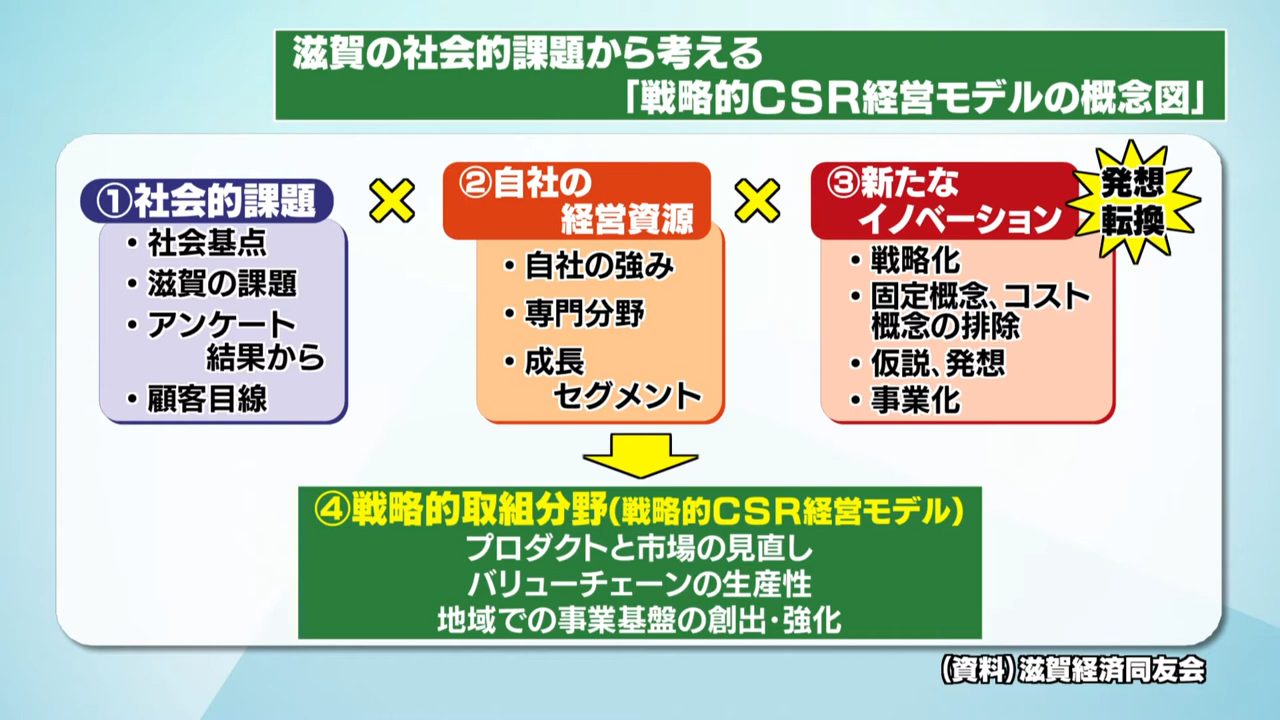 滋賀の社会的課題から考える
「戦略的CSR経営モデルの概念図」
①社会的課題
・社会基点
・滋賀の課題
・アンケート
結果から
・顧客目線
×
②自社の
経営資源
・自社の強み
・専門分野
・成長
セグメント
×
③新たな
イノベーション
発想
転換
・戦略化
・固定概念、コスト
概念の排除
・仮説、発想
・事業化
④戦略的取組分野(戦略的CSR経営モデル)
プロダクトと市場の見直し
バリューチェーンの生産性
地域での事業基盤の創出・強化
(資料)滋賀経済同友会